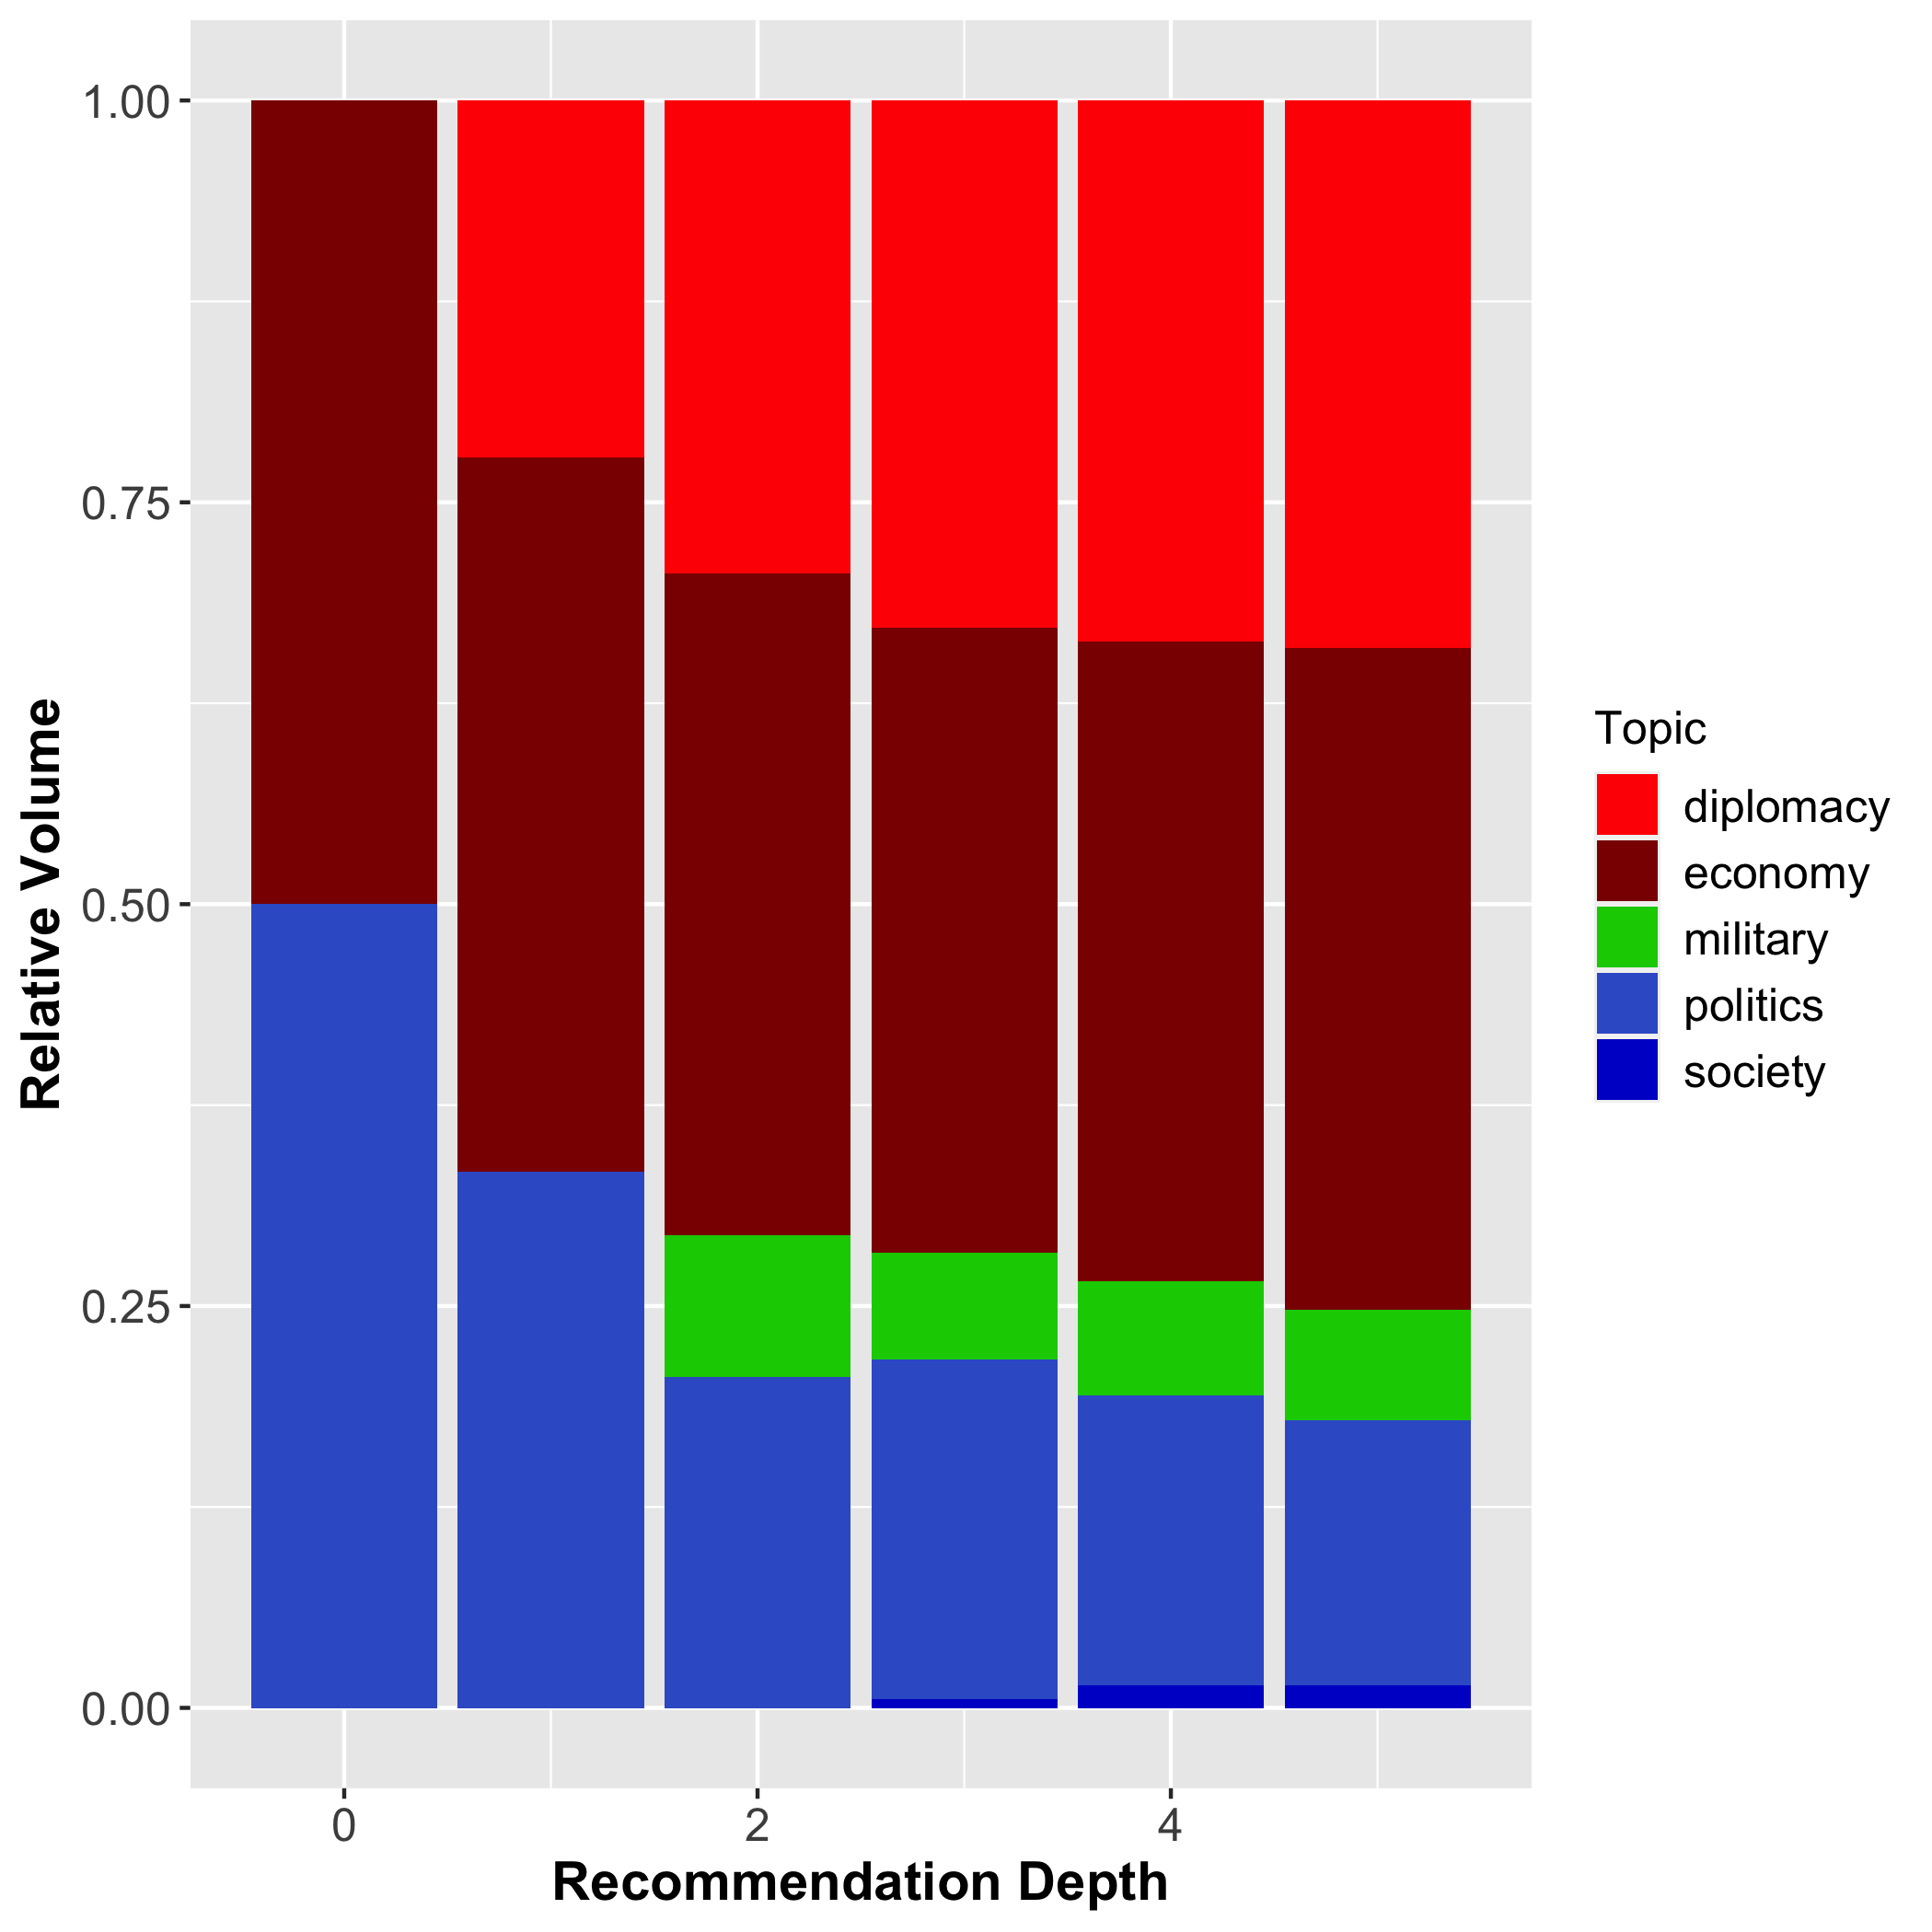 Relative Volume
1.00
0.75
0.50
0.25
0.00
0
2
4
Recommendation Depth
Topic
diplomacy
economy
military
politics
society